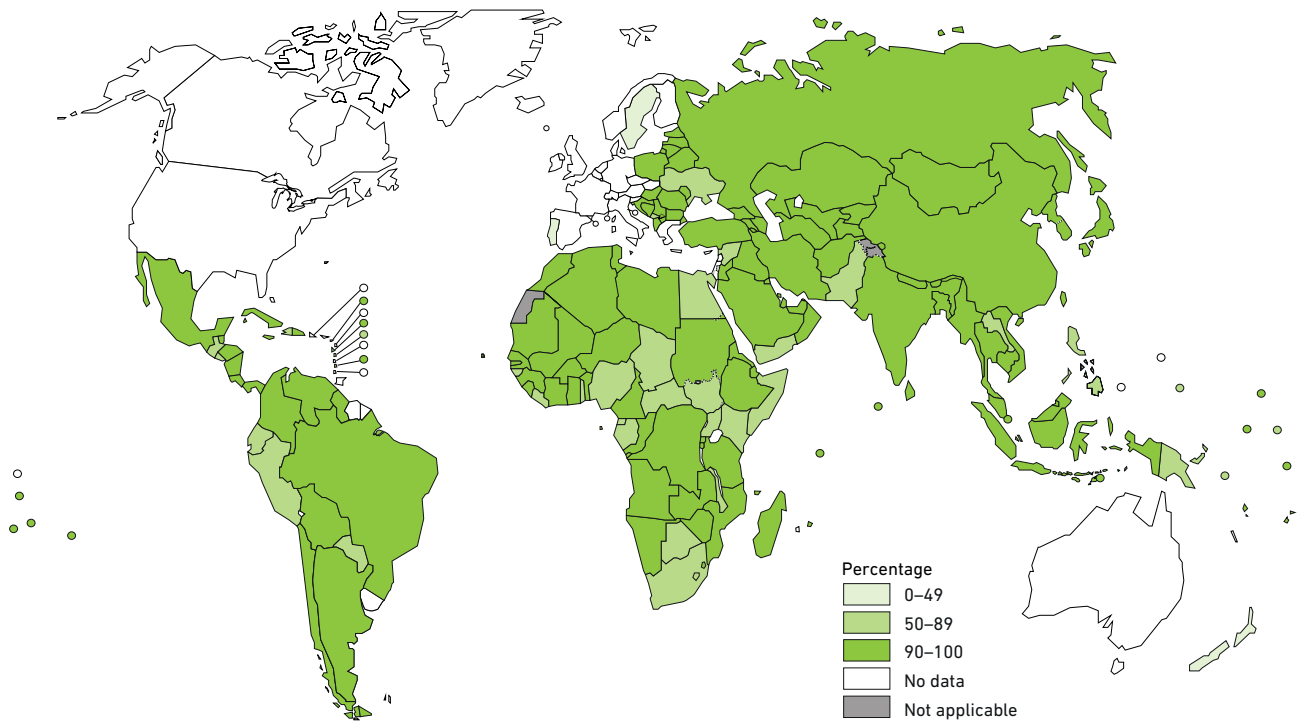 Percentage
0–49
50–89
90–100
No data
Not applicable